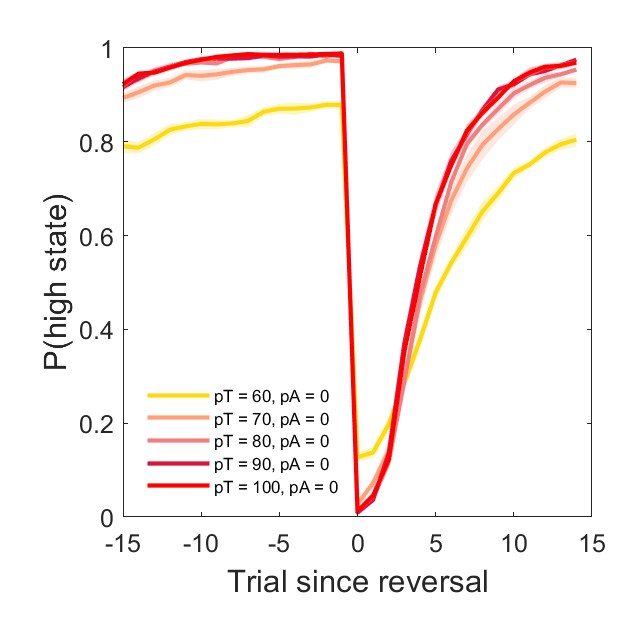 1
0.8
0.6
0.4
0.2
0
P(high state)
pT = 60, pA = 0
pT = 70, pA = 0
pT = 80, pA = 0
pT = 90, pA = 0
pT = 100, pA = 0
-15 -10 -5 0 5 10 15
Trial since reversal